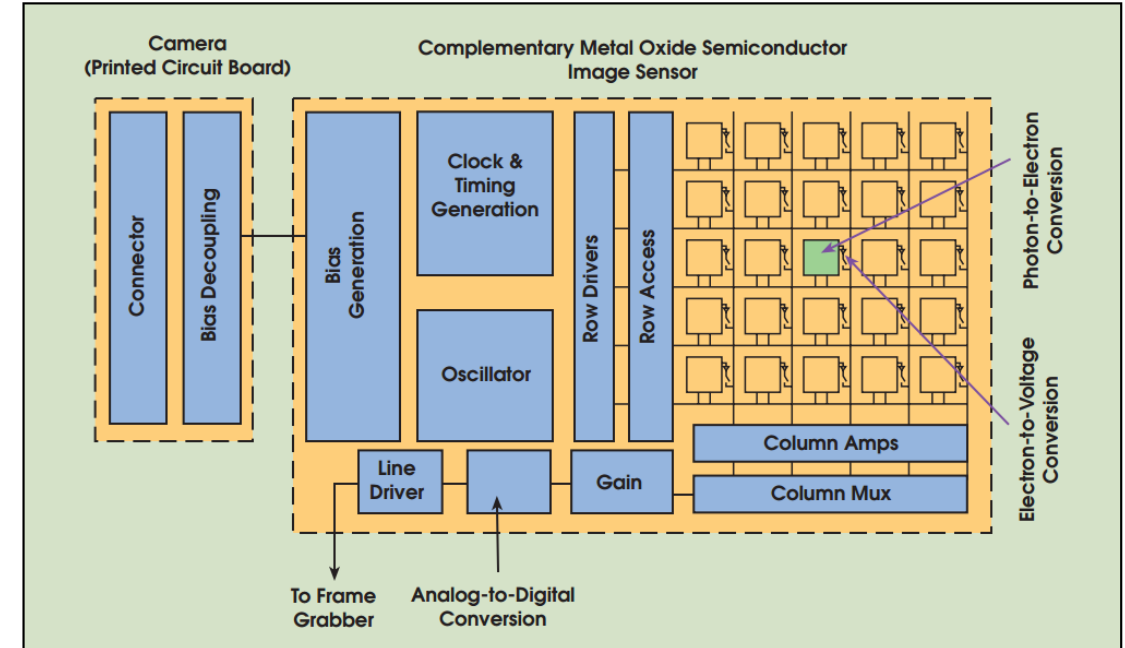 Camera
(Printed Circuit Board)
Complementary Metal Oxide Semiconductor
Image Sensor
Connector
Bias Decoupling
Bias
Generation
Clock &
Timing
Generation
Oscillator
Row Drivers
Row Access
Photon-to-Electron
Conversion
Electron-to-Voltage
Conversion
Column Amps
Column Mux
Gain
Line
Driver
To Frame
Grabber
Analog-to-Digital
Conversion